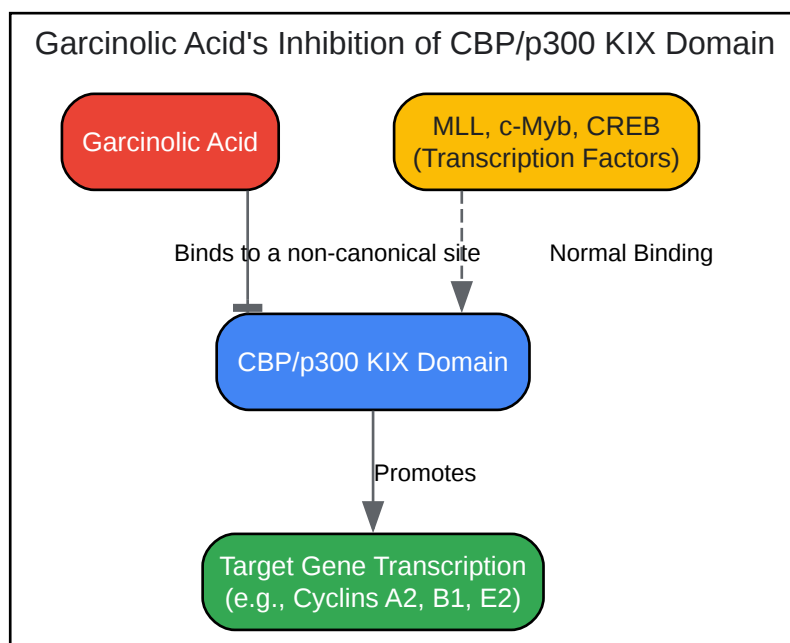 Garcinolic Acid's Inhibition of CBP/p300 KIX Domain
Garcinolic Acid
MLL, c-Myb, CREB
(Transcription Factors)
Binds to a non-canonical site
Normal Binding
CBP/p300 KIX Domain
Promotes
Target Gene Transcription
(e.g., Cyclins A2, B1, E2)